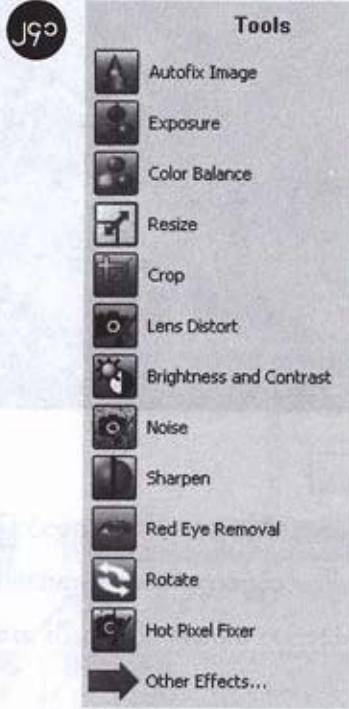 Tools
Autofix Image
Exposure
Color Balance
Resize
Crop
Lens Distort
Brightness and Contrast
Noise
Sharpen
Red Eye Removal
Rotate
Hot Pixel Fixer
Other Effects...